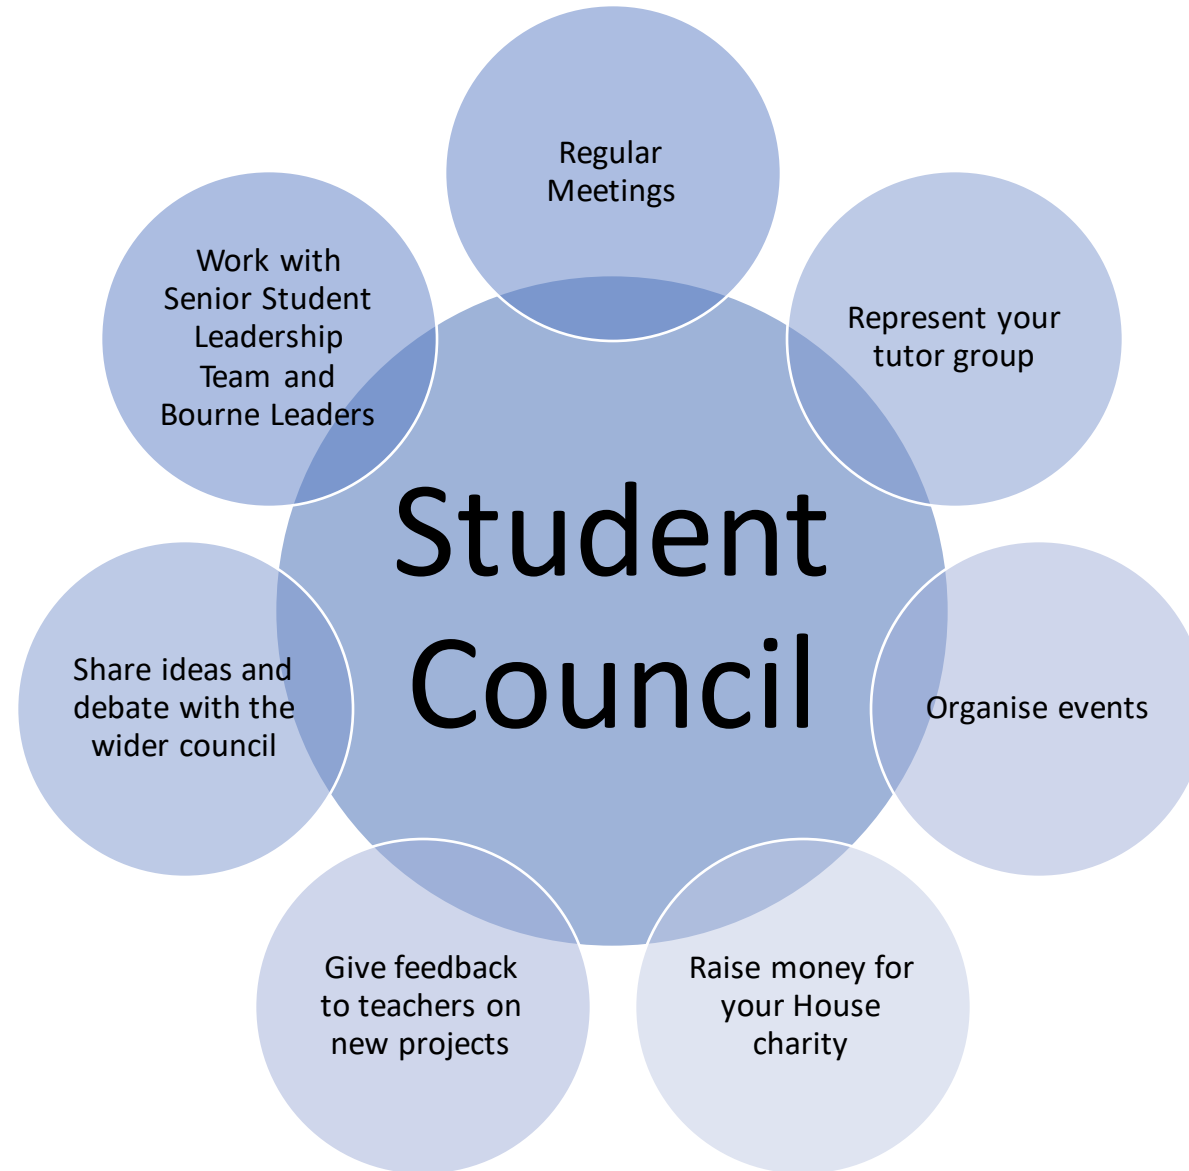 Regular
Meetings
Represent your
tutor group
Organise events
Raise money for
your House
charity
Give feedback
to teachers on
new projects
Share ideas and
debate with the
wider council
Work with
Senior Student
Leadership
Team and
Bourne Leaders
Student
Council